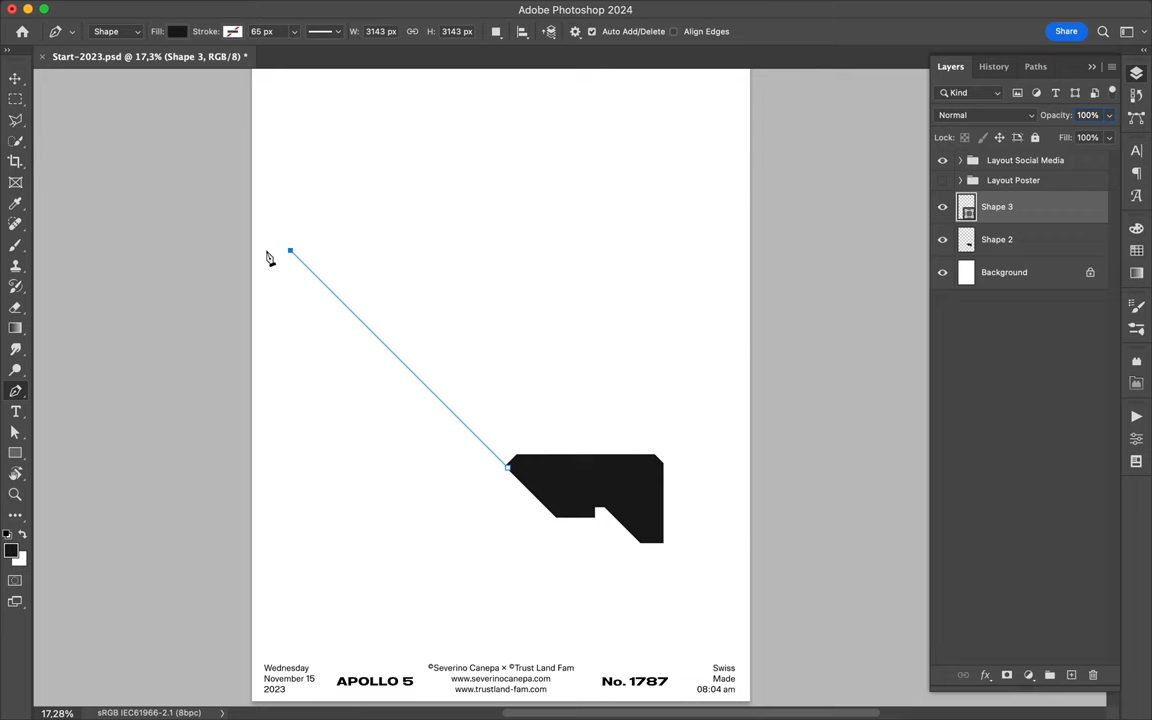 Adobe Photoshop 2024
Shape
Fill:
Stroke:
65 px
W: 3143 px
H: 3143 px
Auto Add/Delete
Align Edges
Share
Start-2023.psd @ 17,3% (Shape 3, RGB/8) *
Layers
History
Paths
Kind
Normal
Opacity: 100%
Lock:
Fill: 100%
Layout Social Media
Layout Poster
Shape 3
Shape 2
Background
Wednesday
November 15
2023
APOLLO 5
©Severino Canepa × ©Trust Land Fam
www.severinocanepa.com
www.trustland-fam.com
No. 1787
Swiss
Made
08:04 am
17,28%
sRGB IEC61966-2.1 (8bpc)